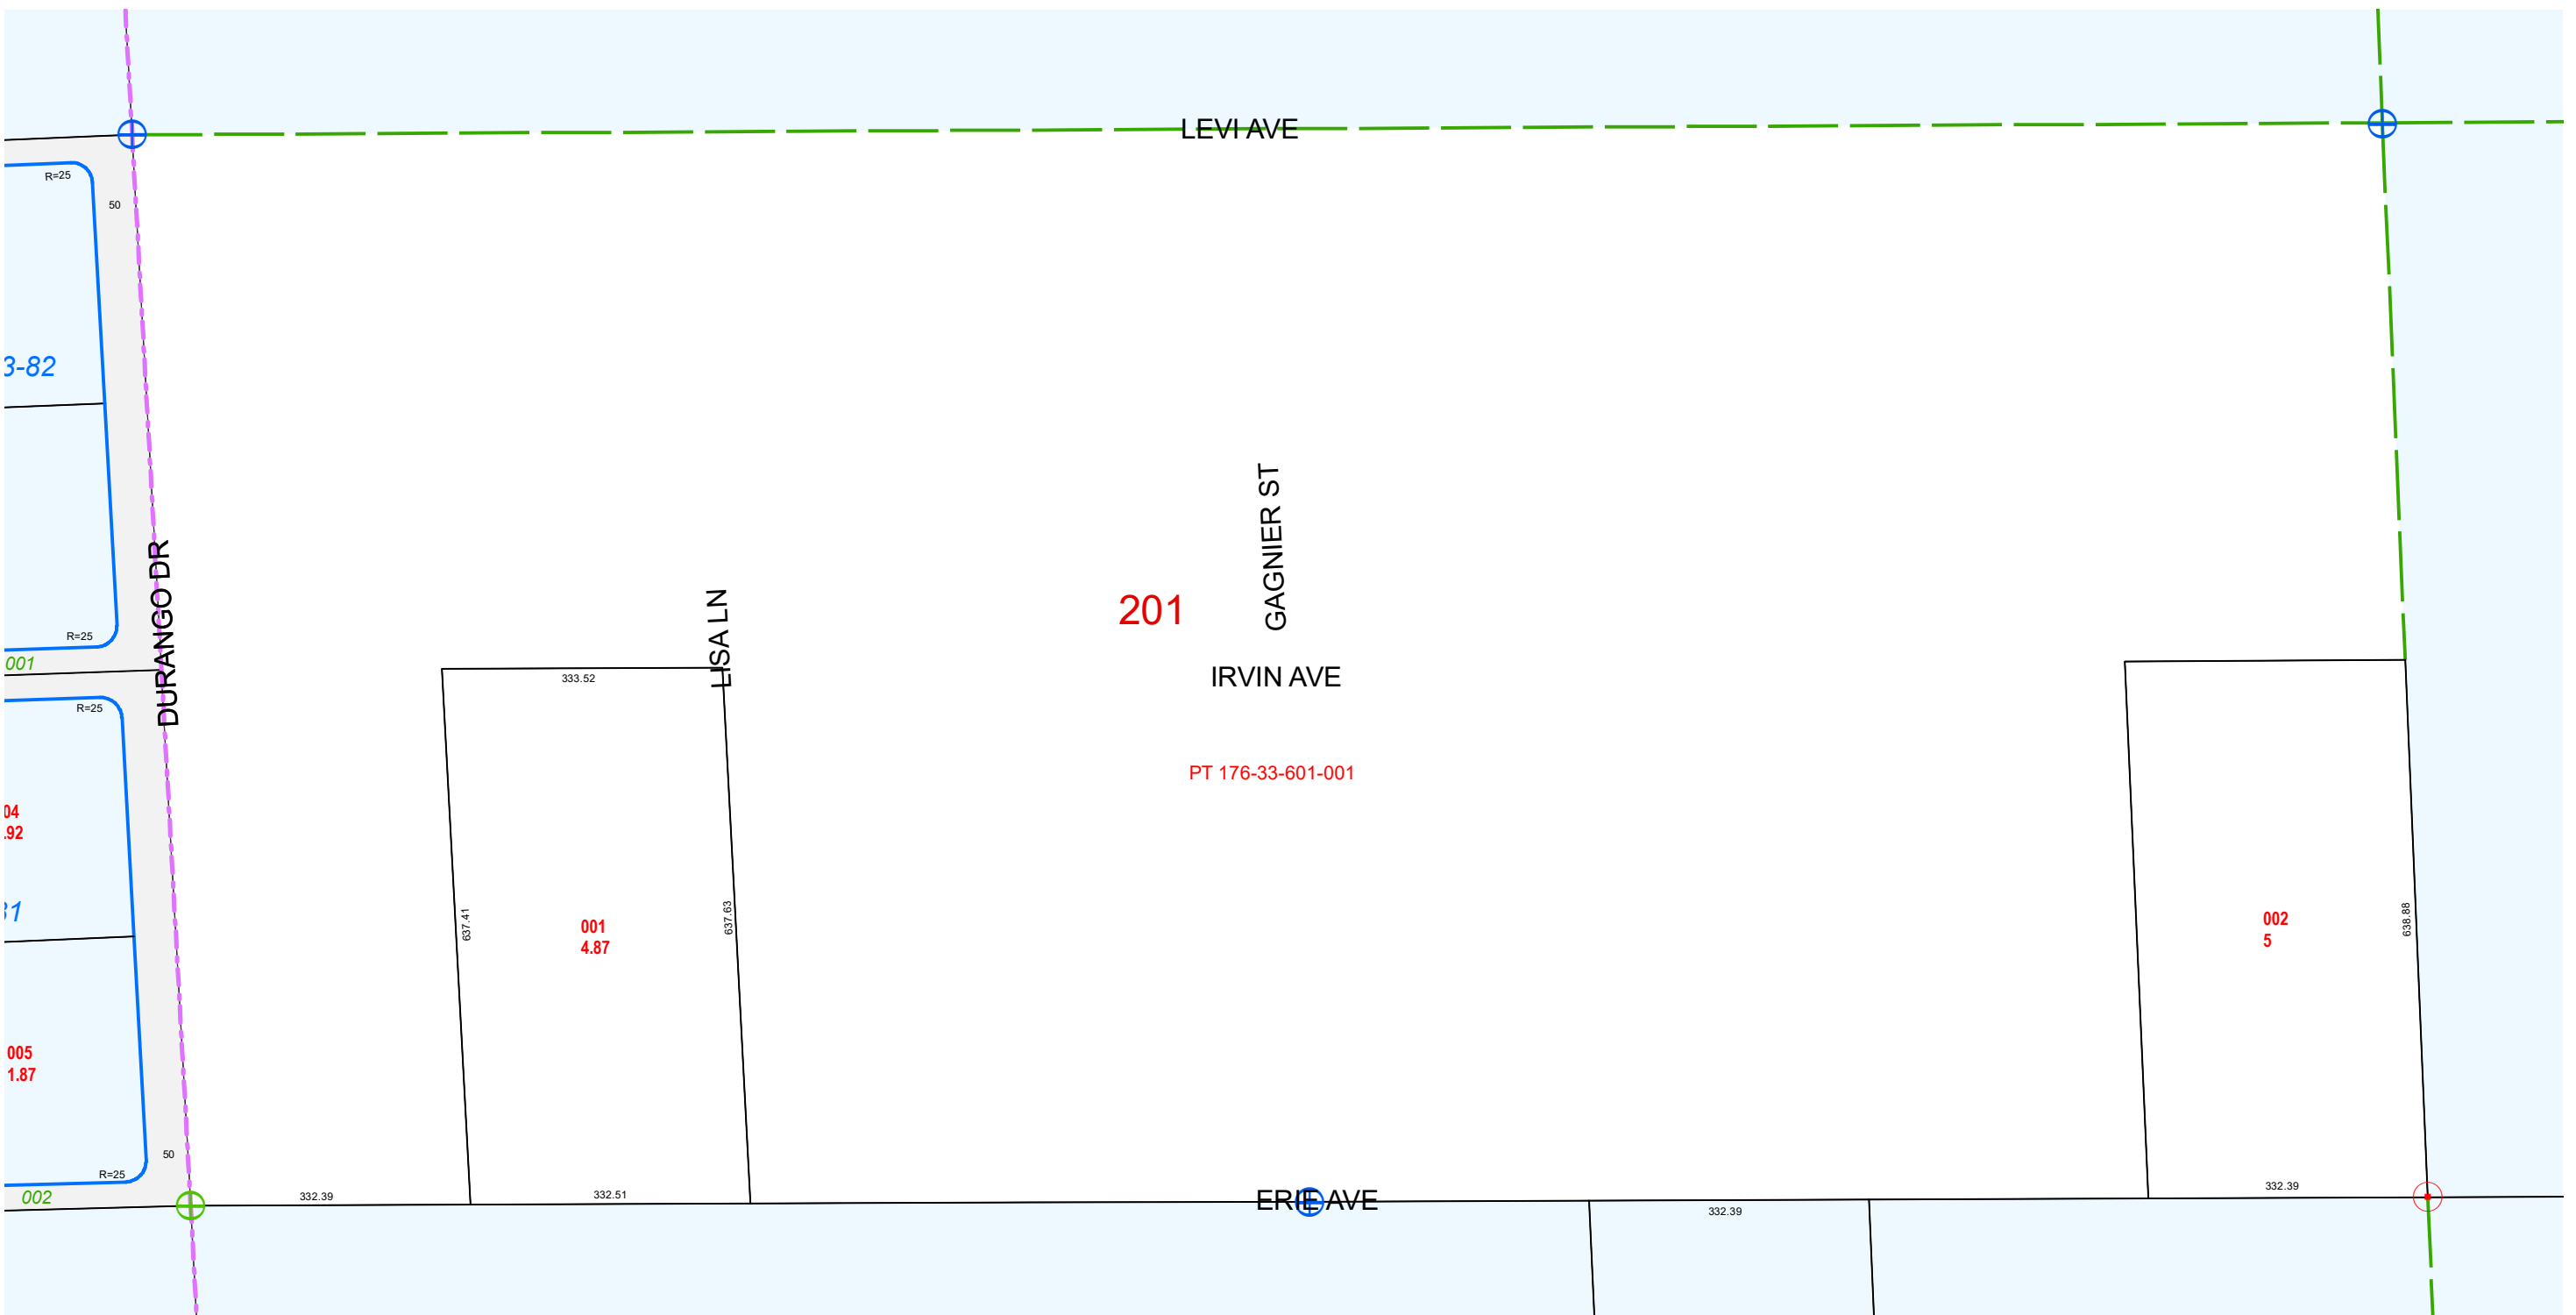 LEVI AVE
R=25
50
3-82
GAGNIER ST
DURANGO DR
LISA LN
201
R=25
001
IRVIN AVE
333.52
R=25
PT 176-33-601-001
04
.92
637.41
001
4.87
637.63
002
5
638.88
31
005
1.87
50
R=25
002
332.39
332.51
ERIE AVE
332.39
332.39